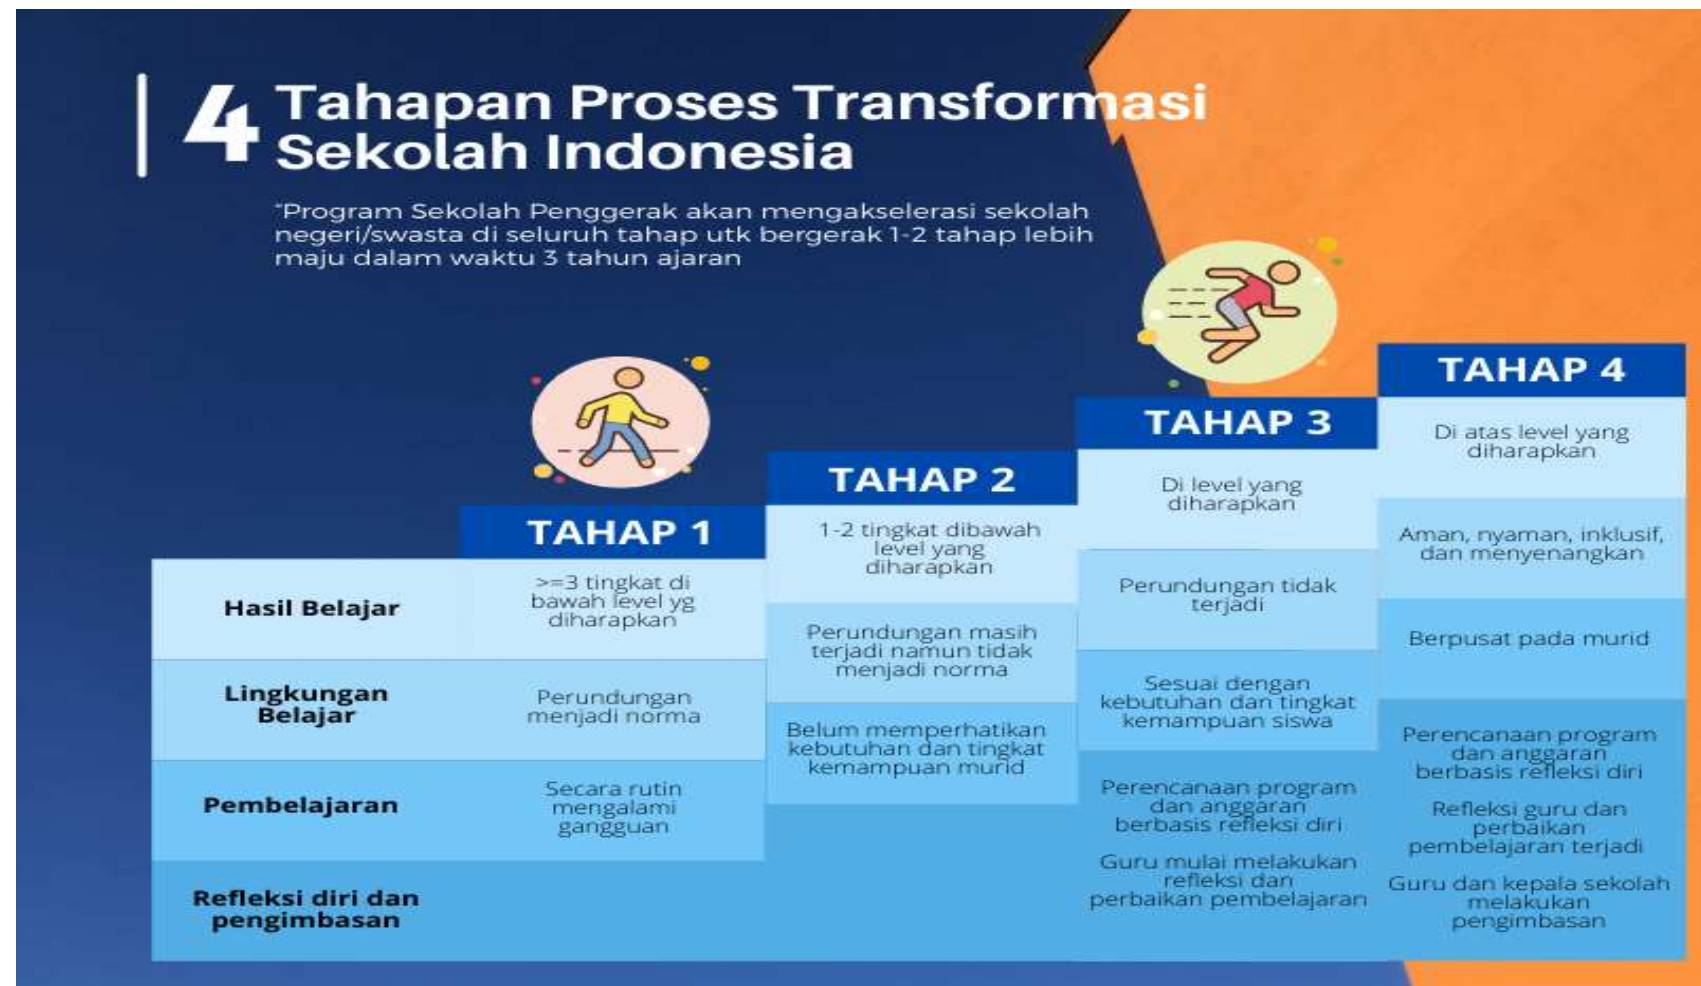 4 Tahapan Proses Transformasi
Sekolah Indonesia
"Program Sekolah Penggerak akan mengakselerasi sekolah
negeri/swasta di seluruh tahap utk bergerak 1-2 tahap lebih
maju dalam waktu 3 tahun ajaran
TAHAP 1
TAHAP 2
TAHAP 3
TAHAP 4
Hasil Belajar
>=3 tingkat di
bawah level yg
diharapkan
1-2 tingkat dibawah
level yang
diharapkan
Di level yang
diharapkan
Di atas level yang
diharapkan
Lingkungan
Belajar
Perundungan
menjadi norma
Perundungan masih
terjadi namun tidak
menjadi norma
Perundungan tidak
terjadi
Aman, nyaman, inklusif,
dan menyenangkan
Pembelajaran
Secara rutin
mengalami
gangguan
Belum memperhatikan
kebutuhan dan tingkat
kemampuan murid
Sesuai dengan
kebutuhan dan tingkat
kemampuan siswa
Berpusat pada murid
Refleksi diri dan
pengimbasan
Perencanaan program
dan anggaran
berbasis refleksi diri
Guru mulai melakukan
refleksi dan
perbaikan pembelajaran
Perencanaan program
dan anggaran
berbasis refleksi diri
Refleksi guru dan
perbaikan
pembelajaran terjadi
Guru dan kepala sekolah
melakukan
pengimbasan